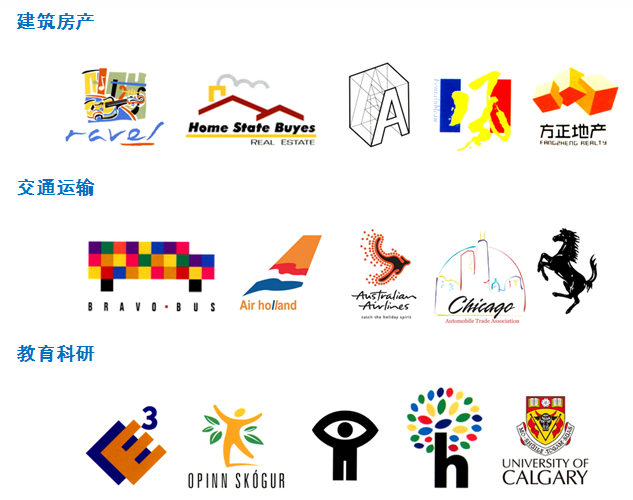 建筑房产
ravel
Home State Buyes
REAL ESTATE
A
方正地产
FANGZHENG REALTY
交通运输
BRAVO·BUS
Air holland
Australian
Airlines
catch the holiday spirit
Chicago
Automobile Trade Association
教育科研
E3
OPINN SKÓGUR
h
UNIVERSITY OF
CALGARY